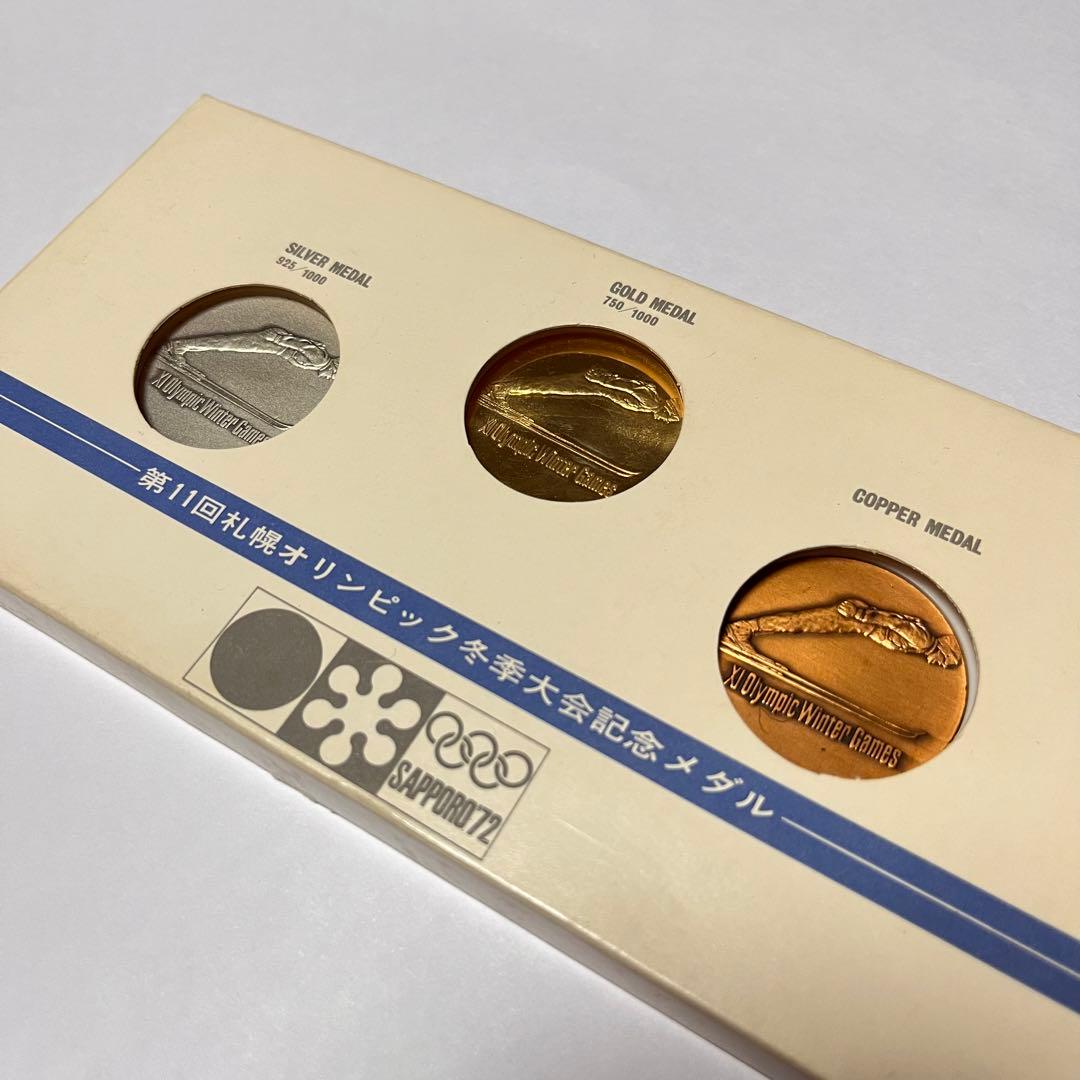 SILVER MEDAL
925/1000
XI Olympic Winter Games
GOLD MEDAL
750/1000
XI Olympic Winter Games
COPPER MEDAL
XI Olympic Winter Games
第11回札幌オリンピック冬季大会記念メダル
SAPPORO'72